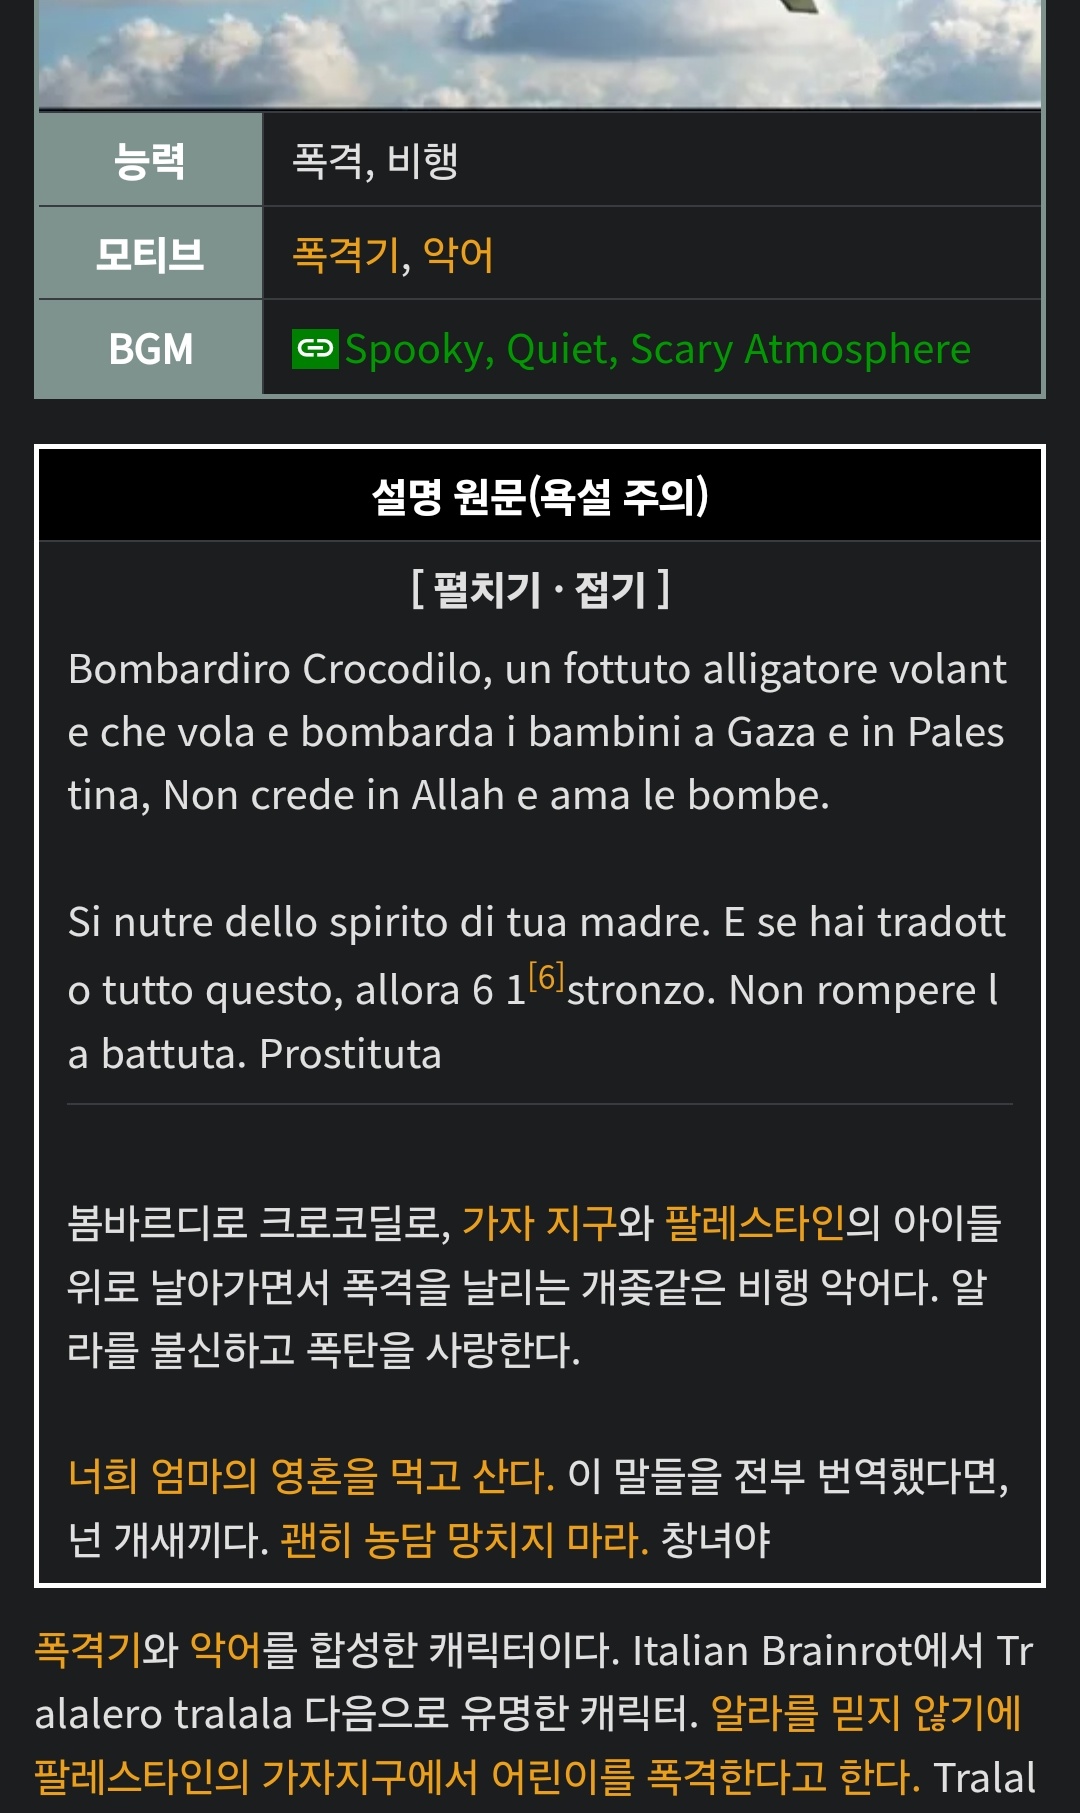 능력 폭격, 비행
모티브 폭격기, 악어
BGM Spooky, Quiet, Scary Atmosphere
설명 원문(욕설 주의)
[ 펼치기 · 접기 ]
Bombardiro Crocodilo, un fottuto alligatore volant
e che vola e bombarda i bambini a Gaza e in Pales
tina, Non crede in Allah e ama le bombe.
Si nutre dello spirito di tua madre. E se hai tradott
o tutto questo, allora 6 1[6]stronzo. Non rompere l
a battuta. Prostituta
봄바르디로 크로코딜로, 가자 지구와 팔레스타인의 아이들
위로 날아가면서 폭격을 날리는 개좆같은 비행 악어다. 알
라를 불신하고 폭탄을 사랑한다.
너희 엄마의 영혼을 먹고 산다. 이 말들을 전부 번역했다면,
넌 개새끼다. 괜히 농담 망치지 마라. 창녀야
폭격기와 악어를 합성한 캐릭터이다. Italian Brainrot에서 Tr
alalero tralala 다음으로 유명한 캐릭터. 알라를 믿지 않기에
팔레스타인의 가자지구에서 어린이를 폭격한다고 한다. Tralal